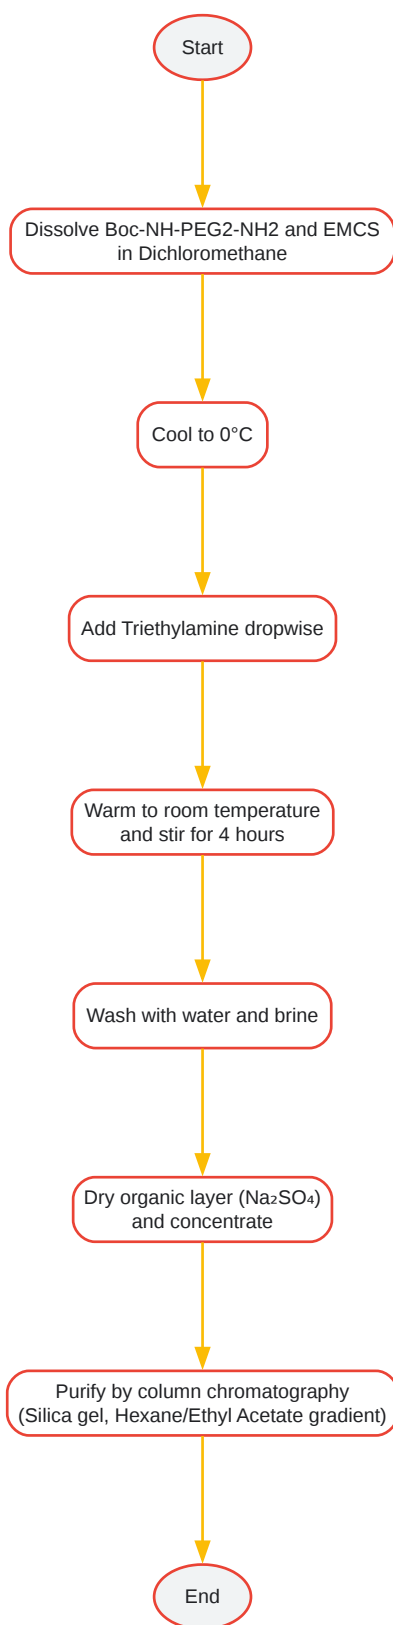 Start
Dissolve Boc-NH-PEG2-NH2 and EMCS
in Dichloromethane
Cool to 0°C
Add Triethylamine dropwise
Warm to room temperature
and stir for 4 hours
Wash with water and brine
Dry organic layer (Na₂SO₄)
and concentrate
Purify by column chromatography
(Silica gel, Hexane/Ethyl Acetate gradient)
End